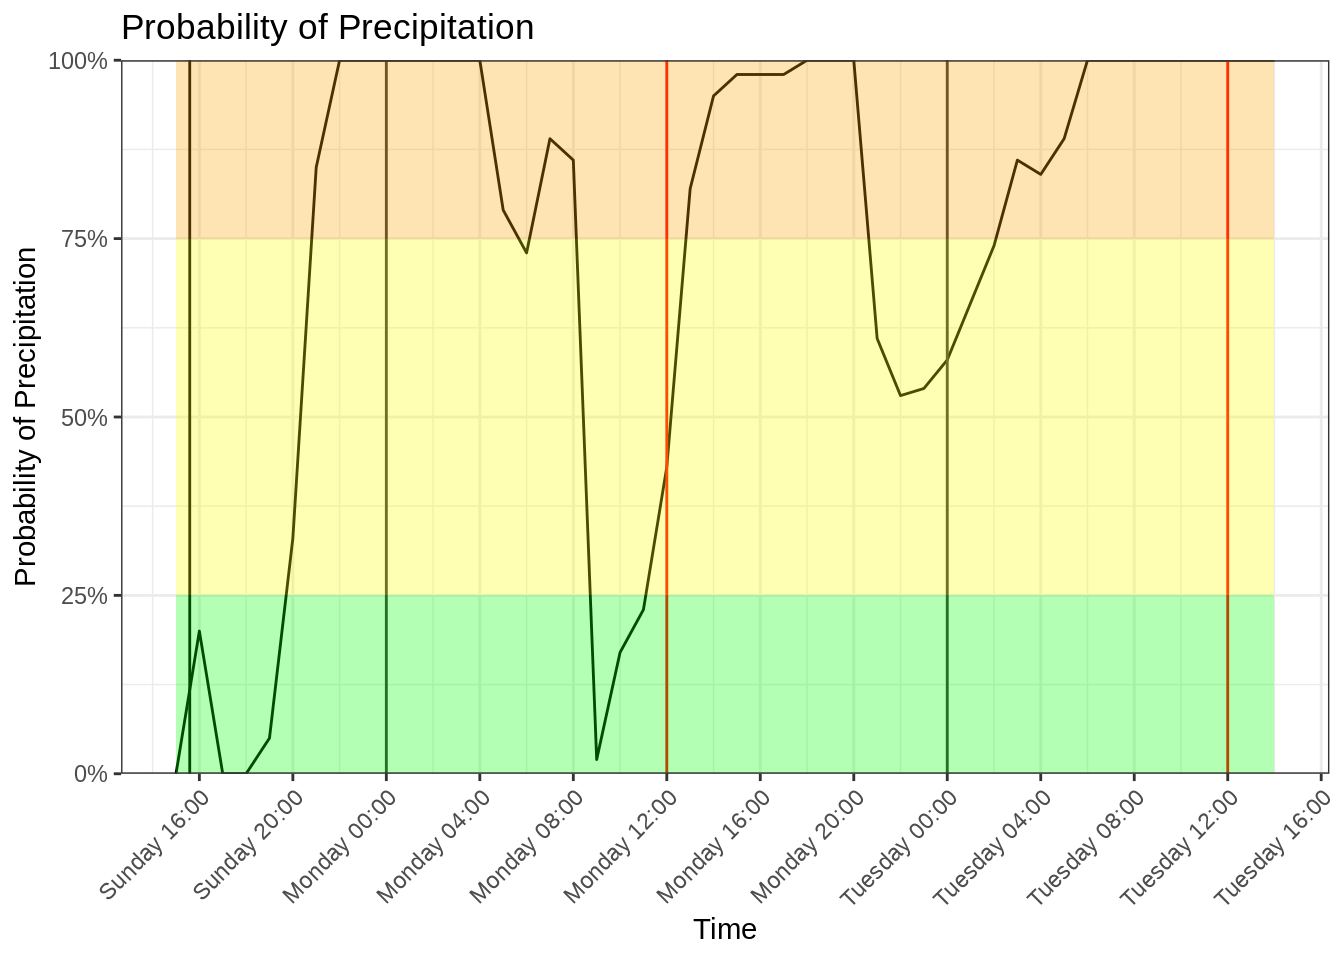 Probability of Precipitation
Probability of Precipitation
100%
75%
50%
25%
0%
Sunday 16:00
Sunday 20:00
Monday 00:00
Monday 04:00
Monday 08:00
Monday 12:00
Monday 16:00
Monday 20:00
Tuesday 00:00
Tuesday 04:00
Tuesday 08:00
Tuesday 12:00
Tuesday 16:00
Time